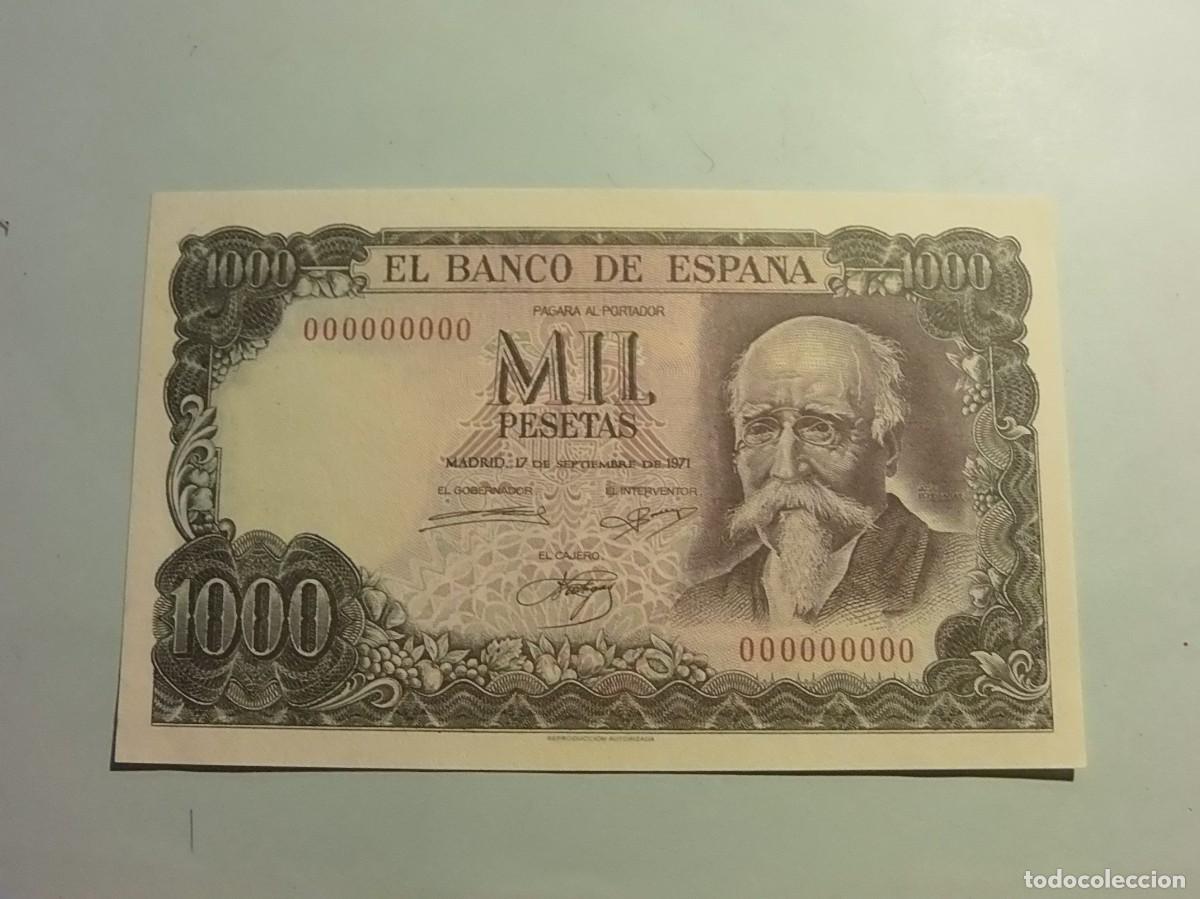 1000
EL BANCO DE ESPAÑA
1000
PAGARA AL PORTADOR
000000000
MIL
PESETAS
MADRID, 17 DE SEPTIEMBRE DE 1971
EL GOBERNADOR
EL INTERVENTOR
EL CAJERO
1000
000000000
REPRODUCCION AUTORIZADA
todocoleccion